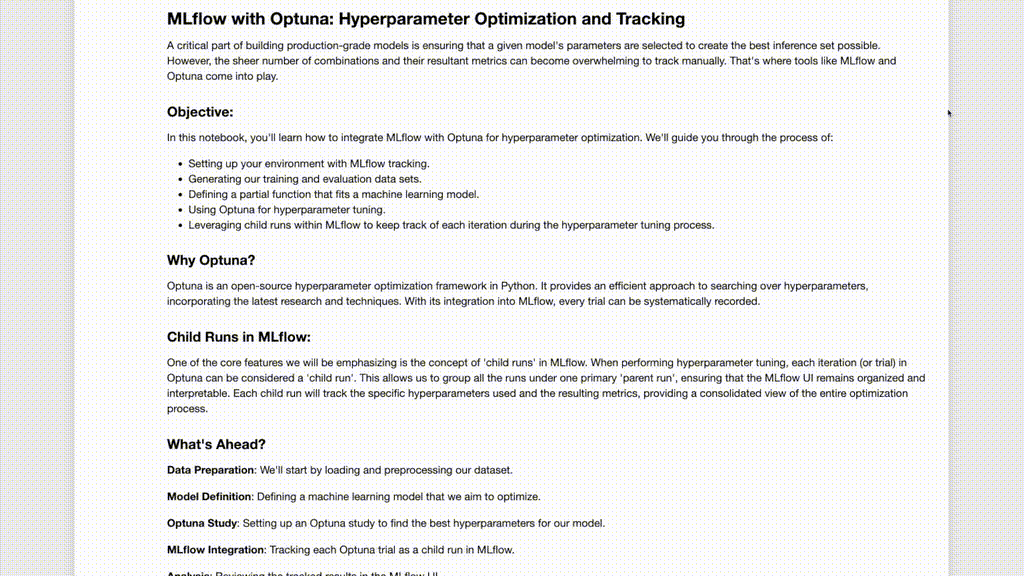 MLflow with Optuna: Hyperparameter Optimization and Tracking
A critical part of building production-grade models is ensuring that a given model's parameters are selected to create the best inference set possible.
However, the sheer number of combinations and their resultant metrics can become overwhelming to track manually. That's where tools like MLflow and
Optuna come into play.
Objective:
In this notebook, you'll learn how to integrate MLflow with Optuna for hyperparameter optimization. We'll guide you through the process of:
• Setting up your environment with MLflow tracking.
• Generating our training and evaluation data sets.
• Defining a partial function that fits a machine learning model.
• Using Optuna for hyperparameter tuning.
• Leveraging child runs within MLflow to keep track of each iteration during the hyperparameter tuning process.
Why Optuna?
Optuna is an open-source hyperparameter optimization framework in Python. It provides an efficient approach to searching over hyperparameters,
incorporating the latest research and techniques. With its integration into MLflow, every trial can be systematically recorded.
Child Runs in MLflow:
One of the core features we will be emphasizing is the concept of 'child runs' in MLflow. When performing hyperparameter tuning, each iteration (or trial) in
Optuna can be considered a 'child run'. This allows us to group all the runs under one primary 'parent run', ensuring that the MLflow UI remains organized and
interpretable. Each child run will track the specific hyperparameters used and the resulting metrics, providing a consolidated view of the entire optimization
process.
What's Ahead?
Data Preparation: We'll start by loading and preprocessing our dataset.
Model Definition: Defining a machine learning model that we aim to optimize.
Optuna Study: Setting up an Optuna study to find the best hyperparameters for our model.
MLflow Integration: Tracking each Optuna trial as a child run in MLflow.
Analysis: Reviewing the tracked results in the MLflow UI.